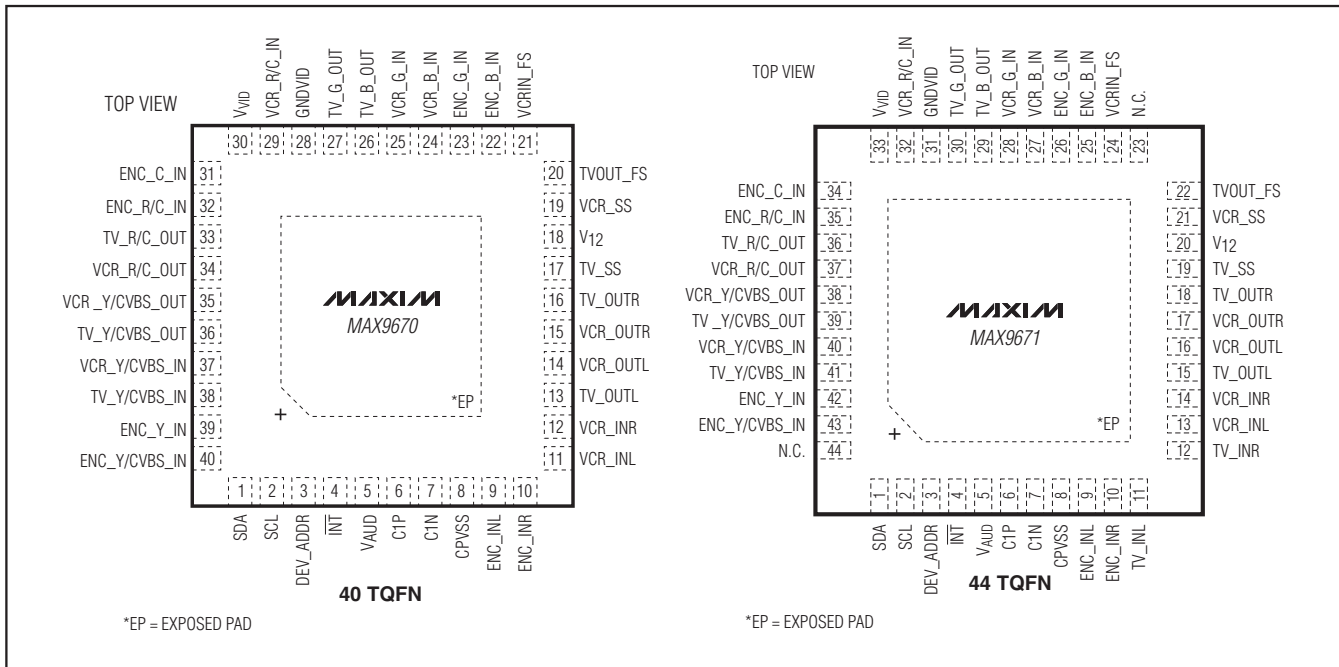 TOP VIEW
VVID
VCR_R/C_IN
GNDVID
TV_G_OUT
TV_B_OUT
VCR_G_IN
VCR_B_IN
ENC_G_IN
ENC_B_IN
VCRIN_FS
30 29 28 27 26 25 24 23 22 21
ENC_C_IN 31
ENC_R/C_IN 32
TV_R/C_OUT 33
VCR_R/C_OUT 34
VCR _Y/CVBS_OUT 35
TV_Y/CVBS_OUT 36
VCR_Y/CVBS_IN 37
TV_Y/CVBS_IN 38
ENC_Y_IN 39
ENC_Y/CVBS_IN 40
20 TVOUT_FS
19 VCR_SS
18 V12
17 TV_SS
16 TV_OUTR
15 VCR_OUTR
14 VCR_OUTL
13 TV_OUTL
12 VCR_INR
11 VCR_INL
MAXIM
MAX9670
*EP
+
1 2 3 4 5 6 7 8 9 10
SDA
SCL
DEV_ADDR
INT
VAUD
C1P
C1N
CPVSS
ENC_INL
ENC_INR
40 TQFN
*EP = EXPOSED PAD
TOP VIEW
VVID
VCR_R/C_IN
GNDVID
TV_G_OUT
TV_B_OUT
VCR_G_IN
VCR_B_IN
ENC_G_IN
ENC_B_IN
VCRIN_FS
N.C.
33 32 31 30 29 28 27 26 25 24 23
ENC_C_IN 34
ENC_R/C_IN 35
TV_R/C_OUT 36
VCR_R/C_OUT 37
VCR_Y/CVBS_OUT 38
TV _Y/CVBS_OUT 39
VCR_Y/CVBS_IN 40
TV_Y/CVBS_IN 41
ENC_Y_IN 42
ENC_Y/CVBS_IN 43
N.C. 44
22 TVOUT_FS
21 VCR_SS
20 V12
19 TV_SS
18 TV_OUTR
17 VCR_OUTR
16 VCR_OUTL
15 TV_OUTL
14 VCR_INR
13 VCR_INL
12 TV_INR
MAXIM
MAX9671
*EP
+
1 2 3 4 5 6 7 8 9 10 11
SDA
SCL
DEV_ADDR
INT
VAUD
C1P
C1N
CPVSS
ENC_INL
ENC_INR
TV_INL
44 TQFN
*EP = EXPOSED PAD